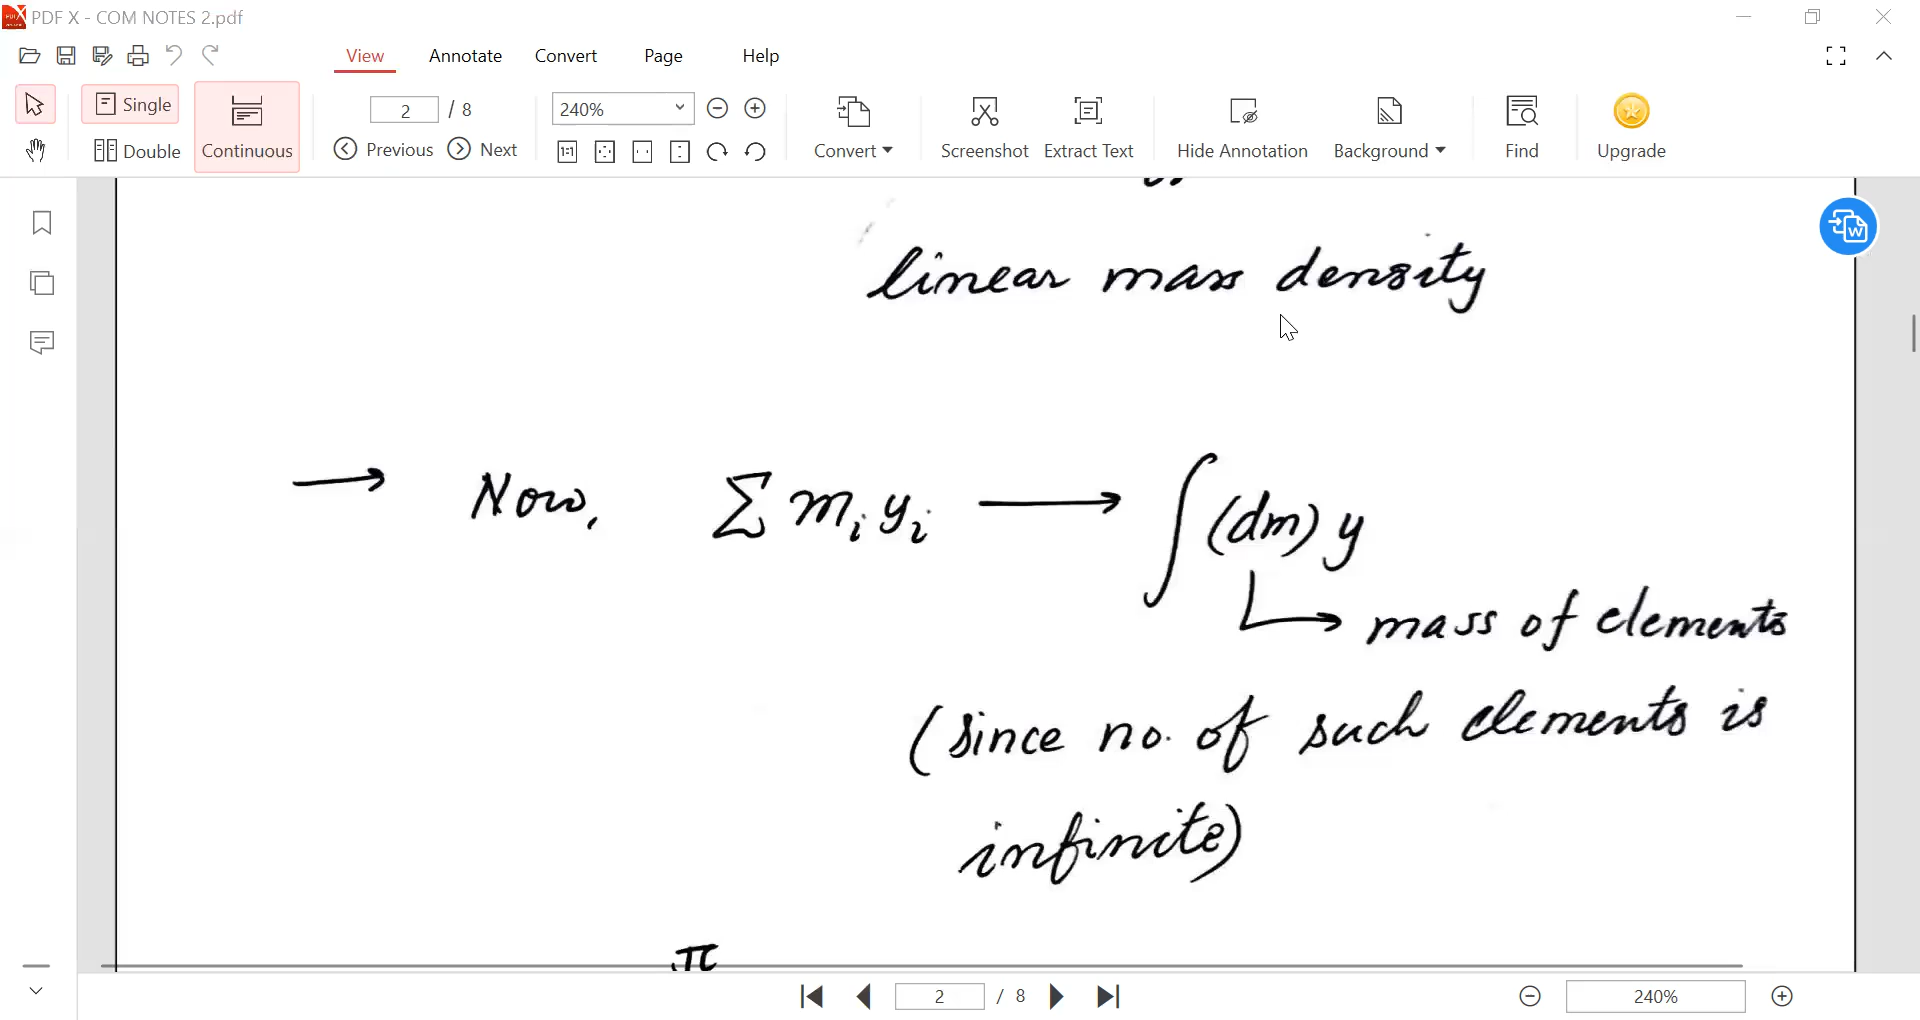 PDF X - COM NOTES 2.pdf
View Annotate Convert Page Help
Single 2 / 8 240%
Double Continuous Previous Next 1:1 Convert Screenshot Extract Text Hide Annotation Background Find Upgrade
linear mass density
→ Now, Σ mᵢ yᵢ → ∫(dm) y
→ mass of elements
(since no. of such elements is
infinite)
π
2 / 8 240%